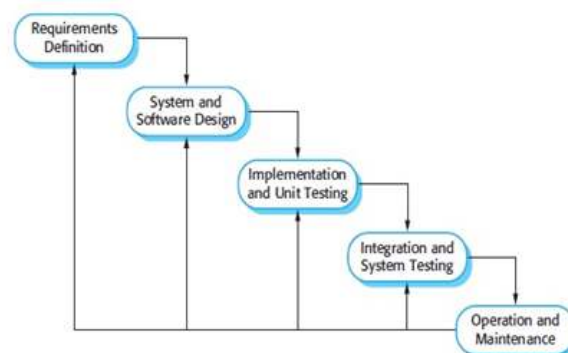 Requirements
Definition
System and
Software Design
Implementation
and Unit Testing
Integration and
System Testing
Operation and
Maintenance